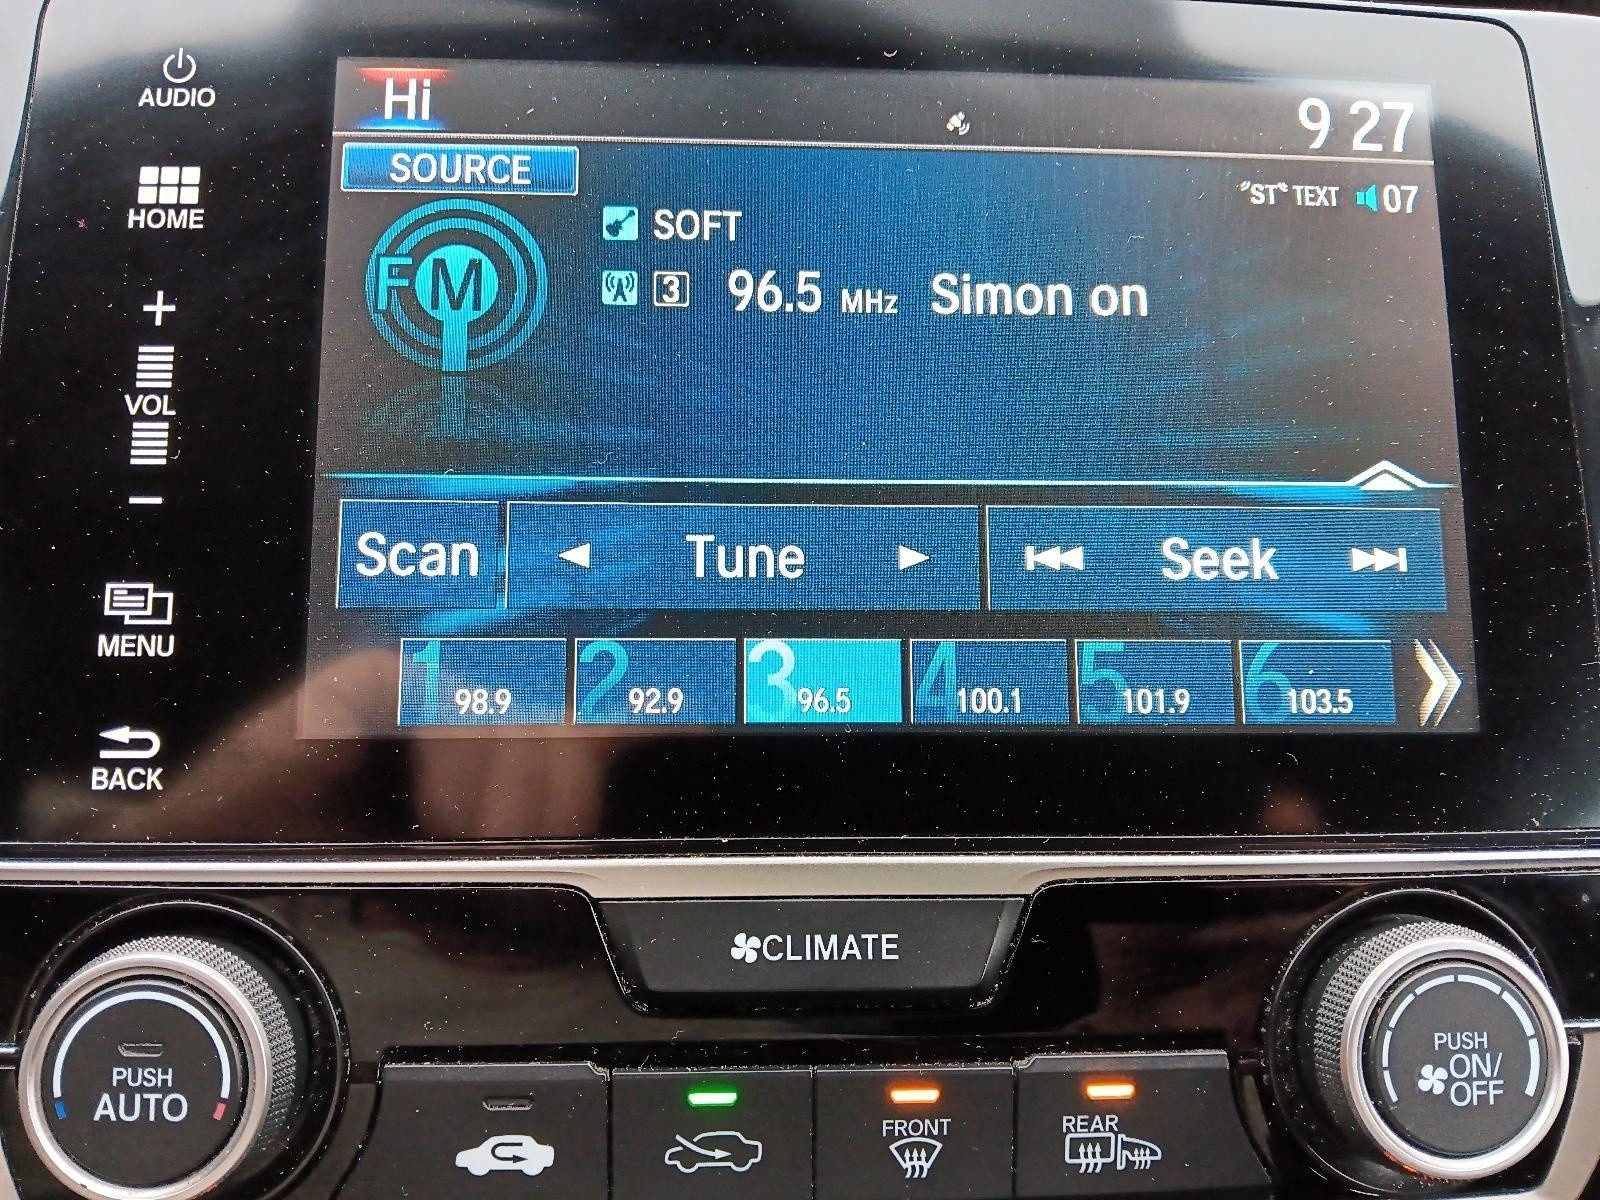 AUDIO
Hi
9 27
SOURCE
"ST" TEXT 07
HOME
FM
SOFT
3 96.5 MHz Simon on
+
VOL
−
Scan
Tune
Seek
MENU
1 98.9
2 92.9
3 96.5
4 100.1
5 101.9
6 103.5
BACK
CLIMATE
PUSH
AUTO
FRONT
REAR
PUSH
ON/
OFF